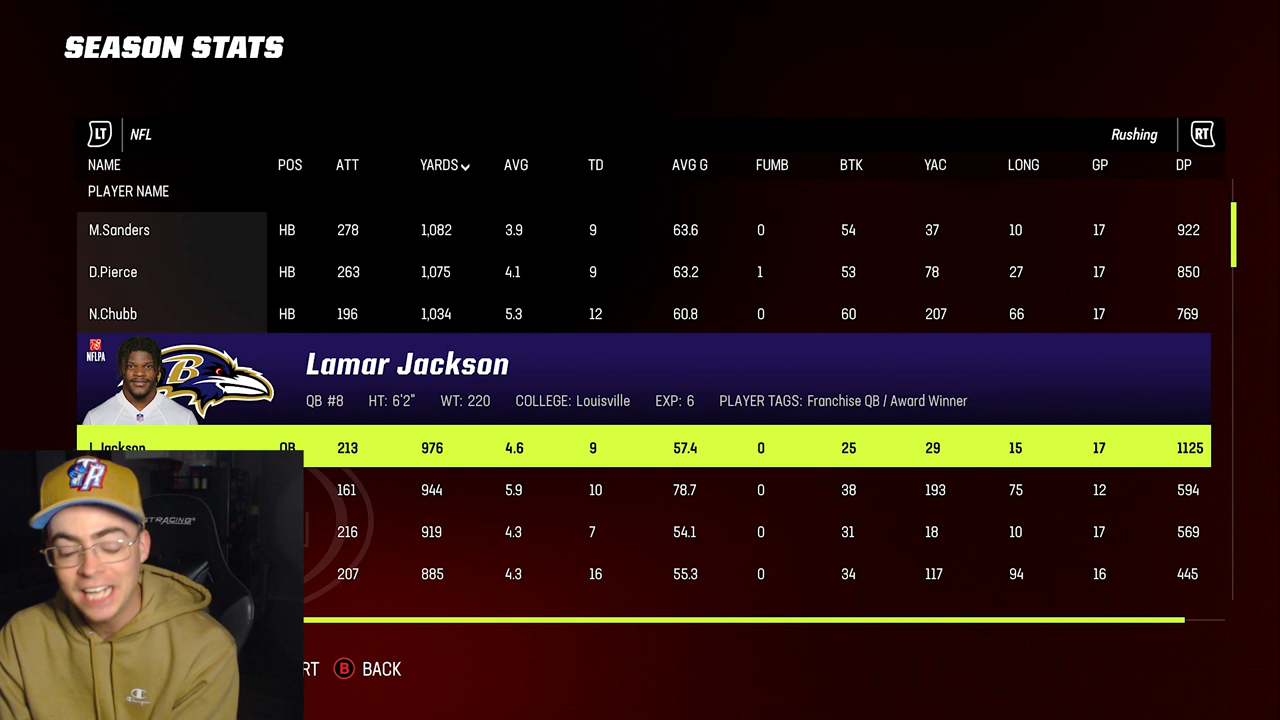 SEASON STATS
LT NFL Rushing RT
NAME POS ATT YARDS AVG TD AVG G FUMB BTK YAC LONG GP DP
PLAYER NAME
M.Sanders HB 278 1,082 3.9 9 63.6 0 54 37 10 17 922
D.Pierce HB 263 1,075 4.1 9 63.2 1 53 78 27 17 850
N.Chubb HB 196 1,034 5.3 12 60.8 0 60 207 66 17 769
NFLPA
B
Lamar Jackson
QB #8 HT: 6'2" WT: 220 COLLEGE: Louisville EXP: 6 PLAYER TAGS: Franchise QB / Award Winner
L.Jackson QB 213 976 4.6 9 57.4 0 25 29 15 17 1125
161 944 5.9 10 78.7 0 38 193 75 12 594
216 919 4.3 7 54.1 0 31 18 10 17 569
207 885 4.3 16 55.3 0 34 117 94 16 445
TR
ST RACING
Champion
RT B BACK